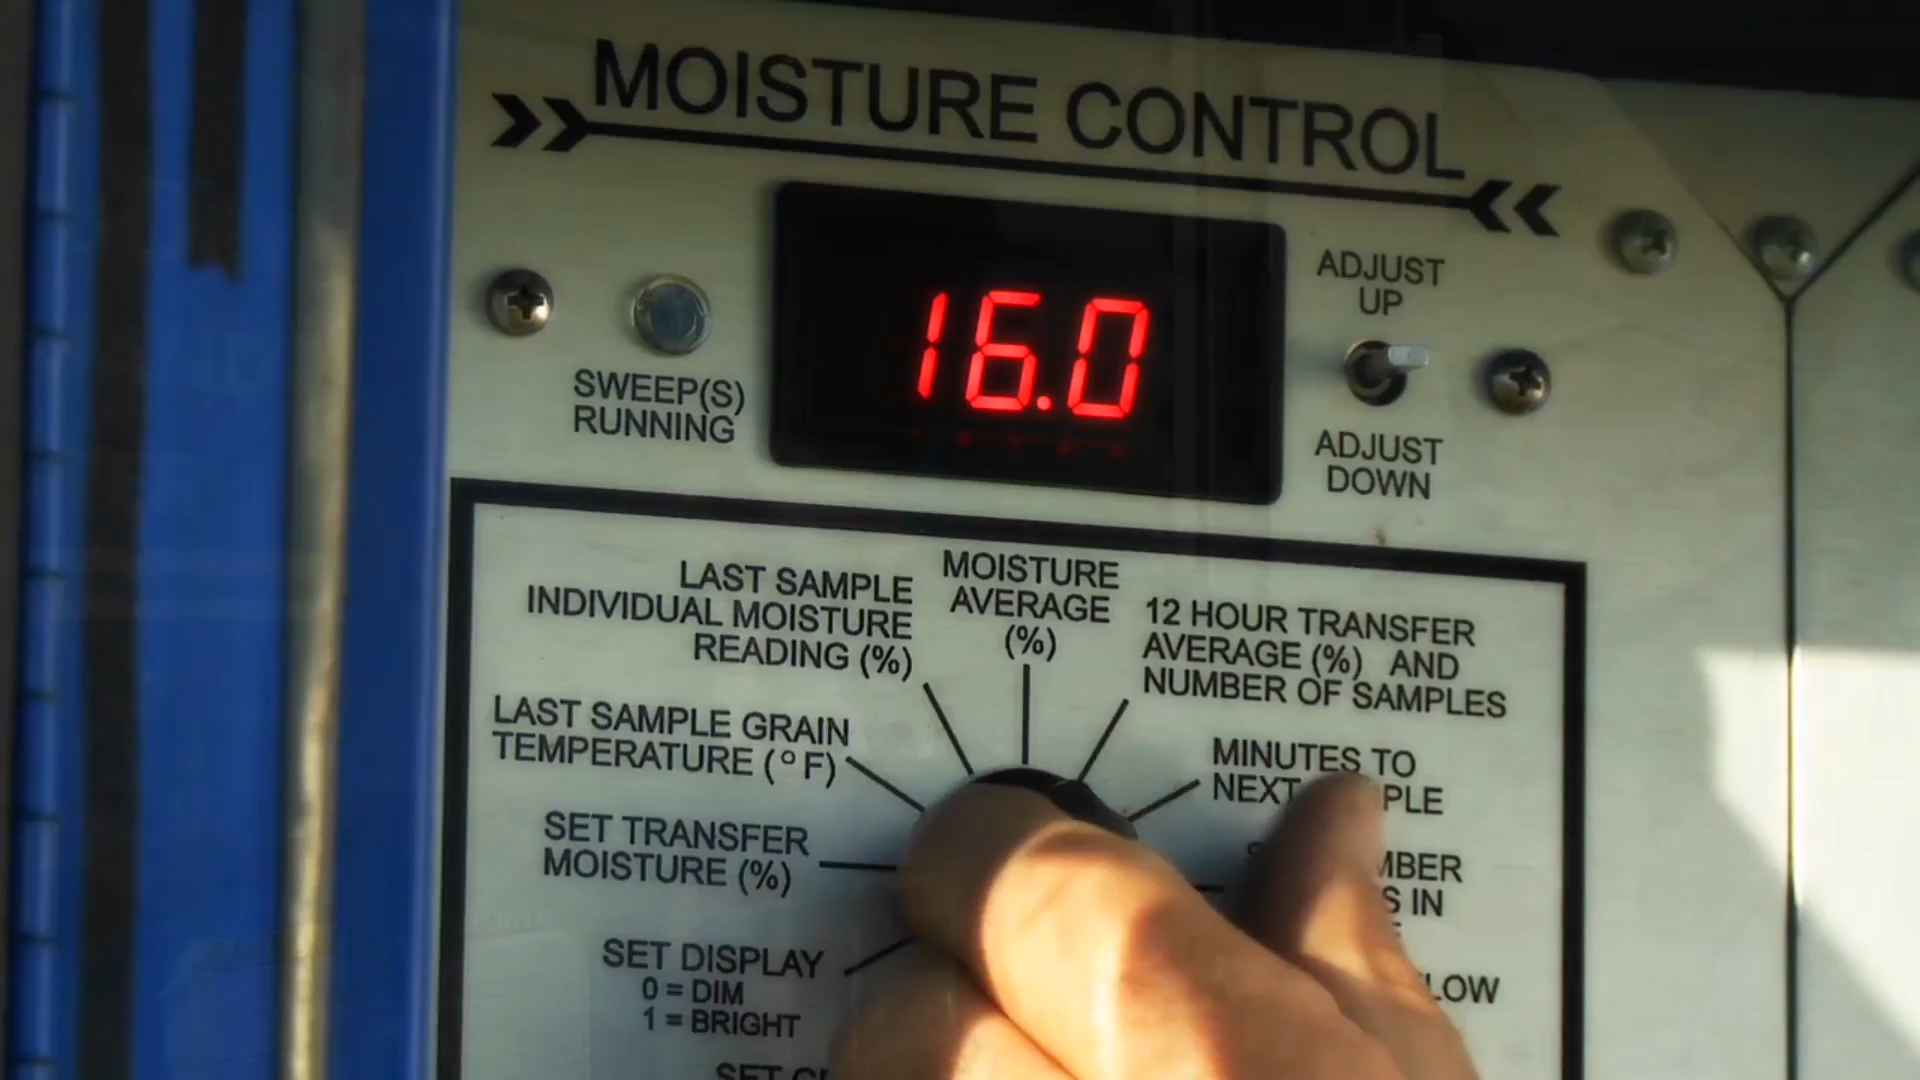 MOISTURE CONTROL
16.0
ADJUST
UP
SWEEP(S)
RUNNING
ADJUST
DOWN
LAST SAMPLE
INDIVIDUAL MOISTURE
READING (%)
MOISTURE
AVERAGE
(%)
12 HOUR TRANSFER
AVERAGE (%) AND
NUMBER OF SAMPLES
LAST SAMPLE GRAIN
TEMPERATURE (°F)
MINUTES TO
NEXT
SET TRANSFER
MOISTURE (%)
IN
SET DISPLAY
0 = DIM
1 = BRIGHT
LOW
SET